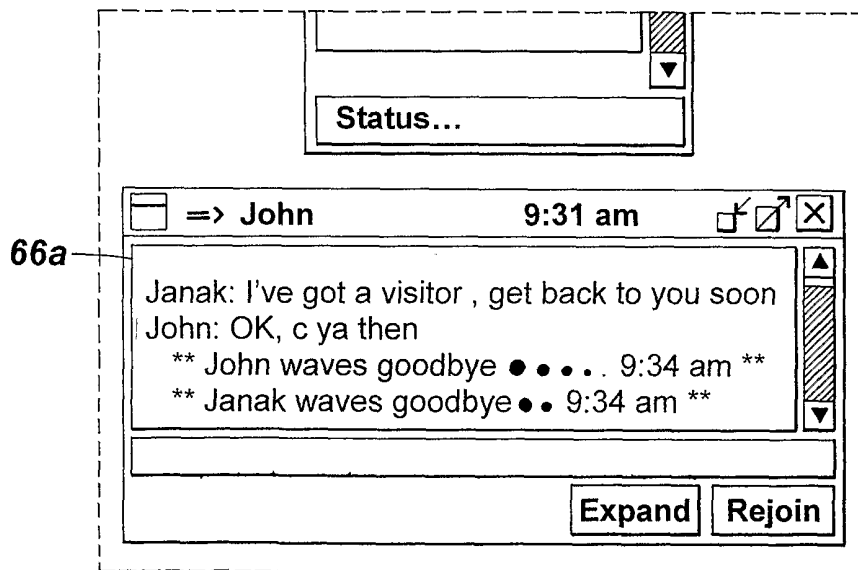 Status...
=> John 9:31 am
66a
Janak: I've got a visitor , get back to you soon
John: OK, c ya then
** John waves goodbye ● ● • . 9:34 am **
** Janak waves goodbye ● • 9:34 am **
Expand Rejoin